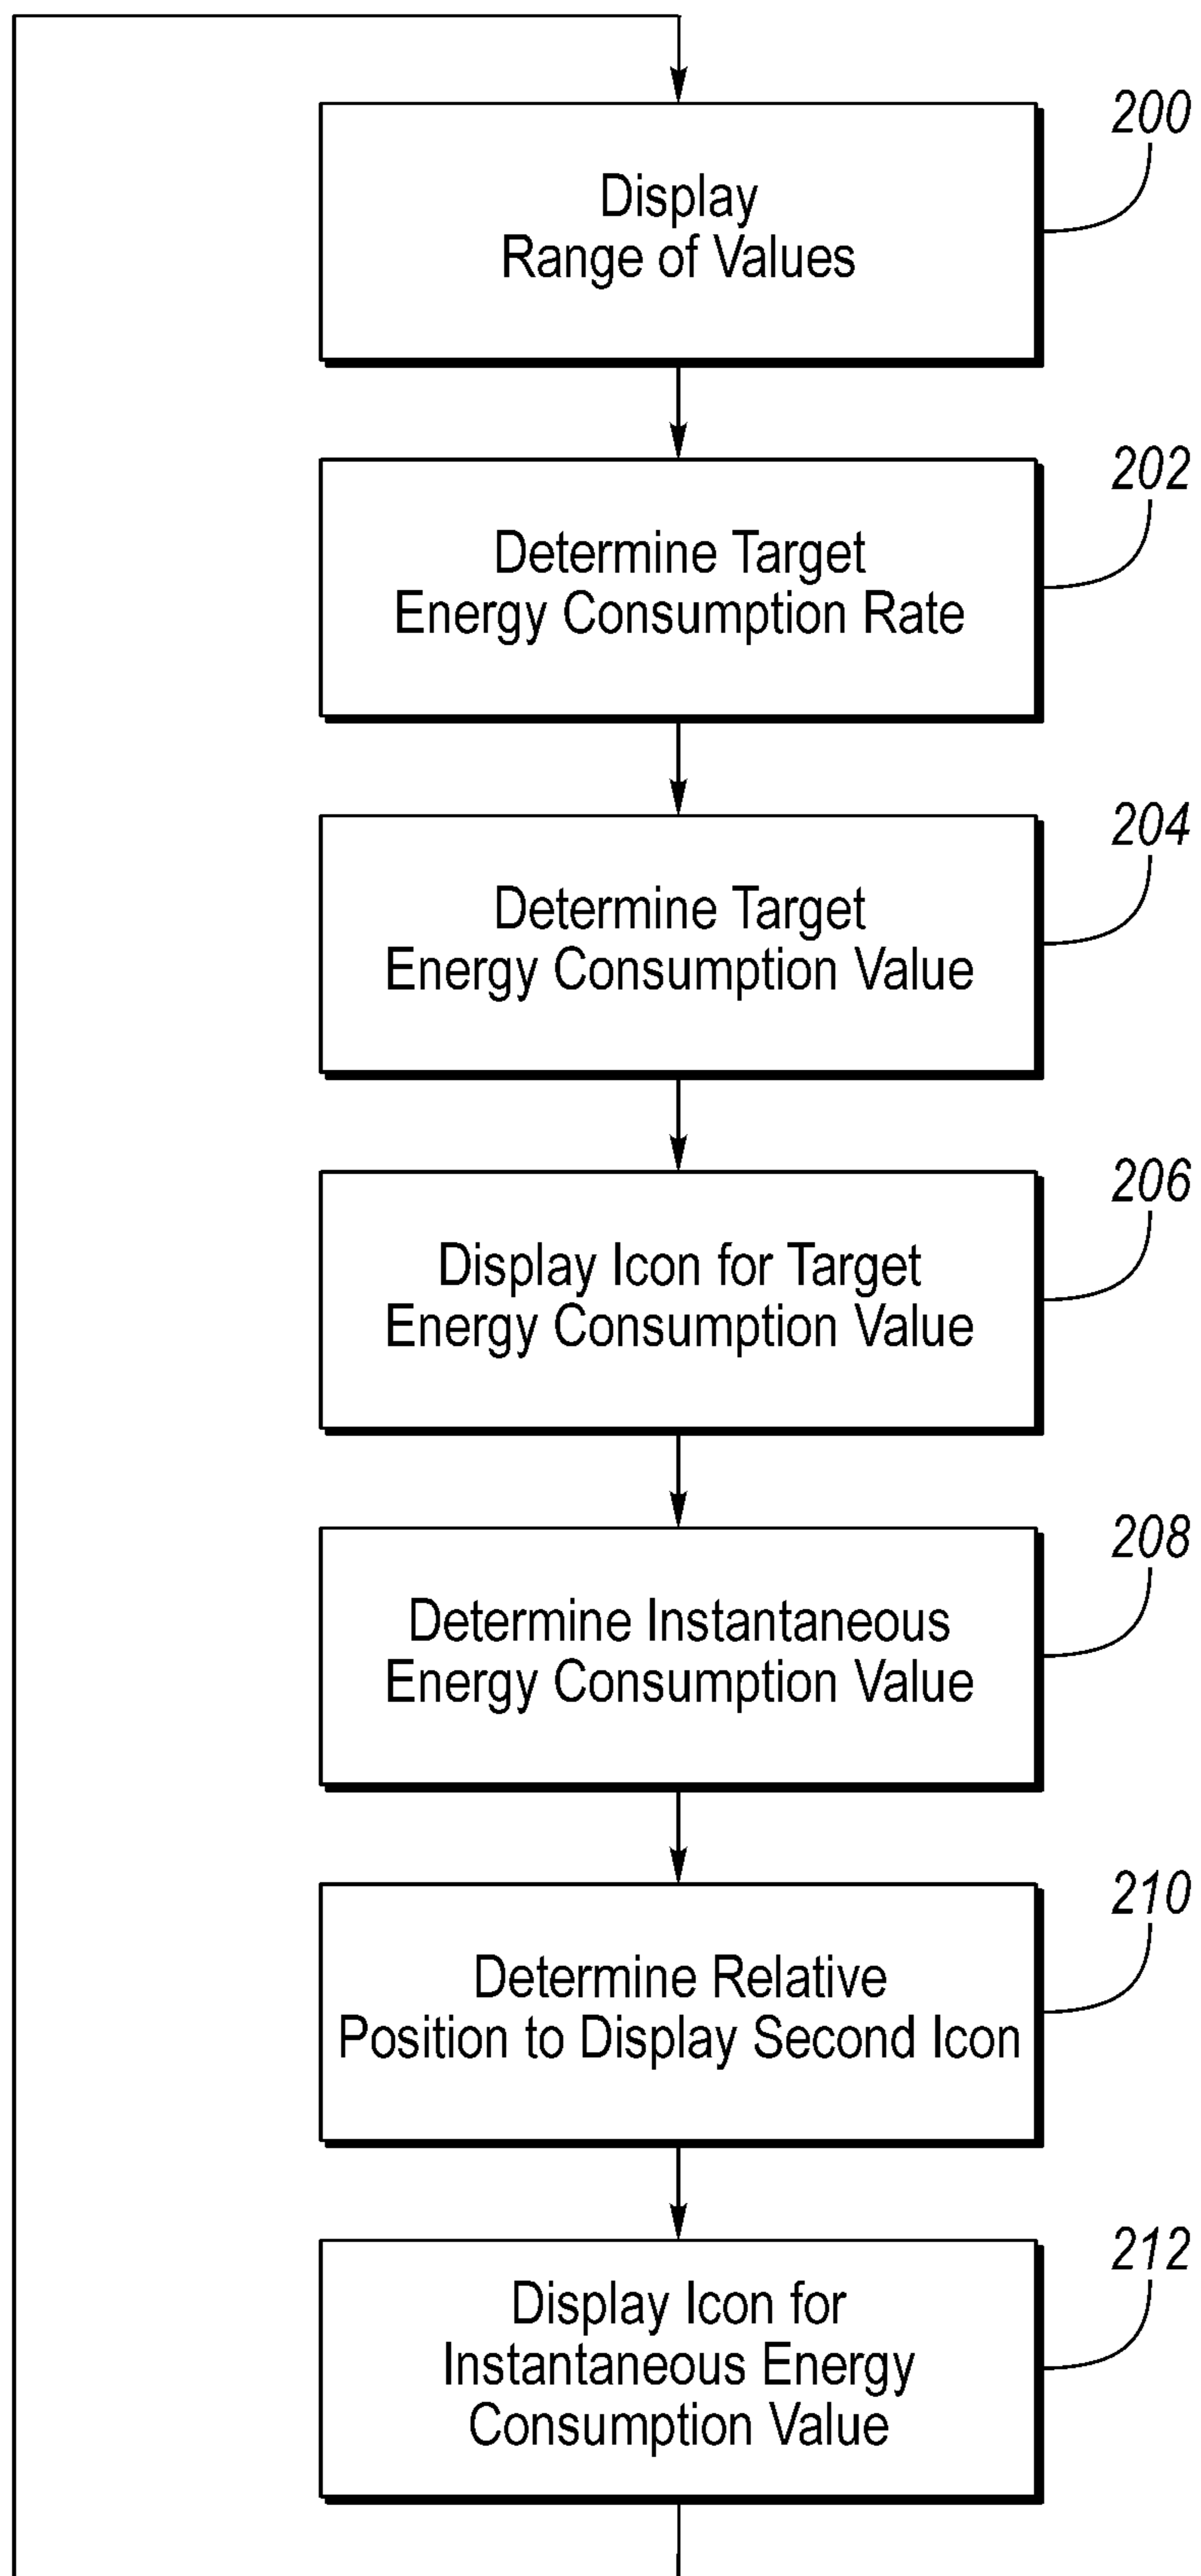 200
Display
Range of Values
202
Determine Target
Energy Consumption Rate
204
Determine Target
Energy Consumption Value
206
Display Icon for Target
Energy Consumption Value
208
Determine Instantaneous
Energy Consumption Value
210
Determine Relative
Position to Display Second Icon
212
Display Icon for
Instantaneous Energy
Consumption Value